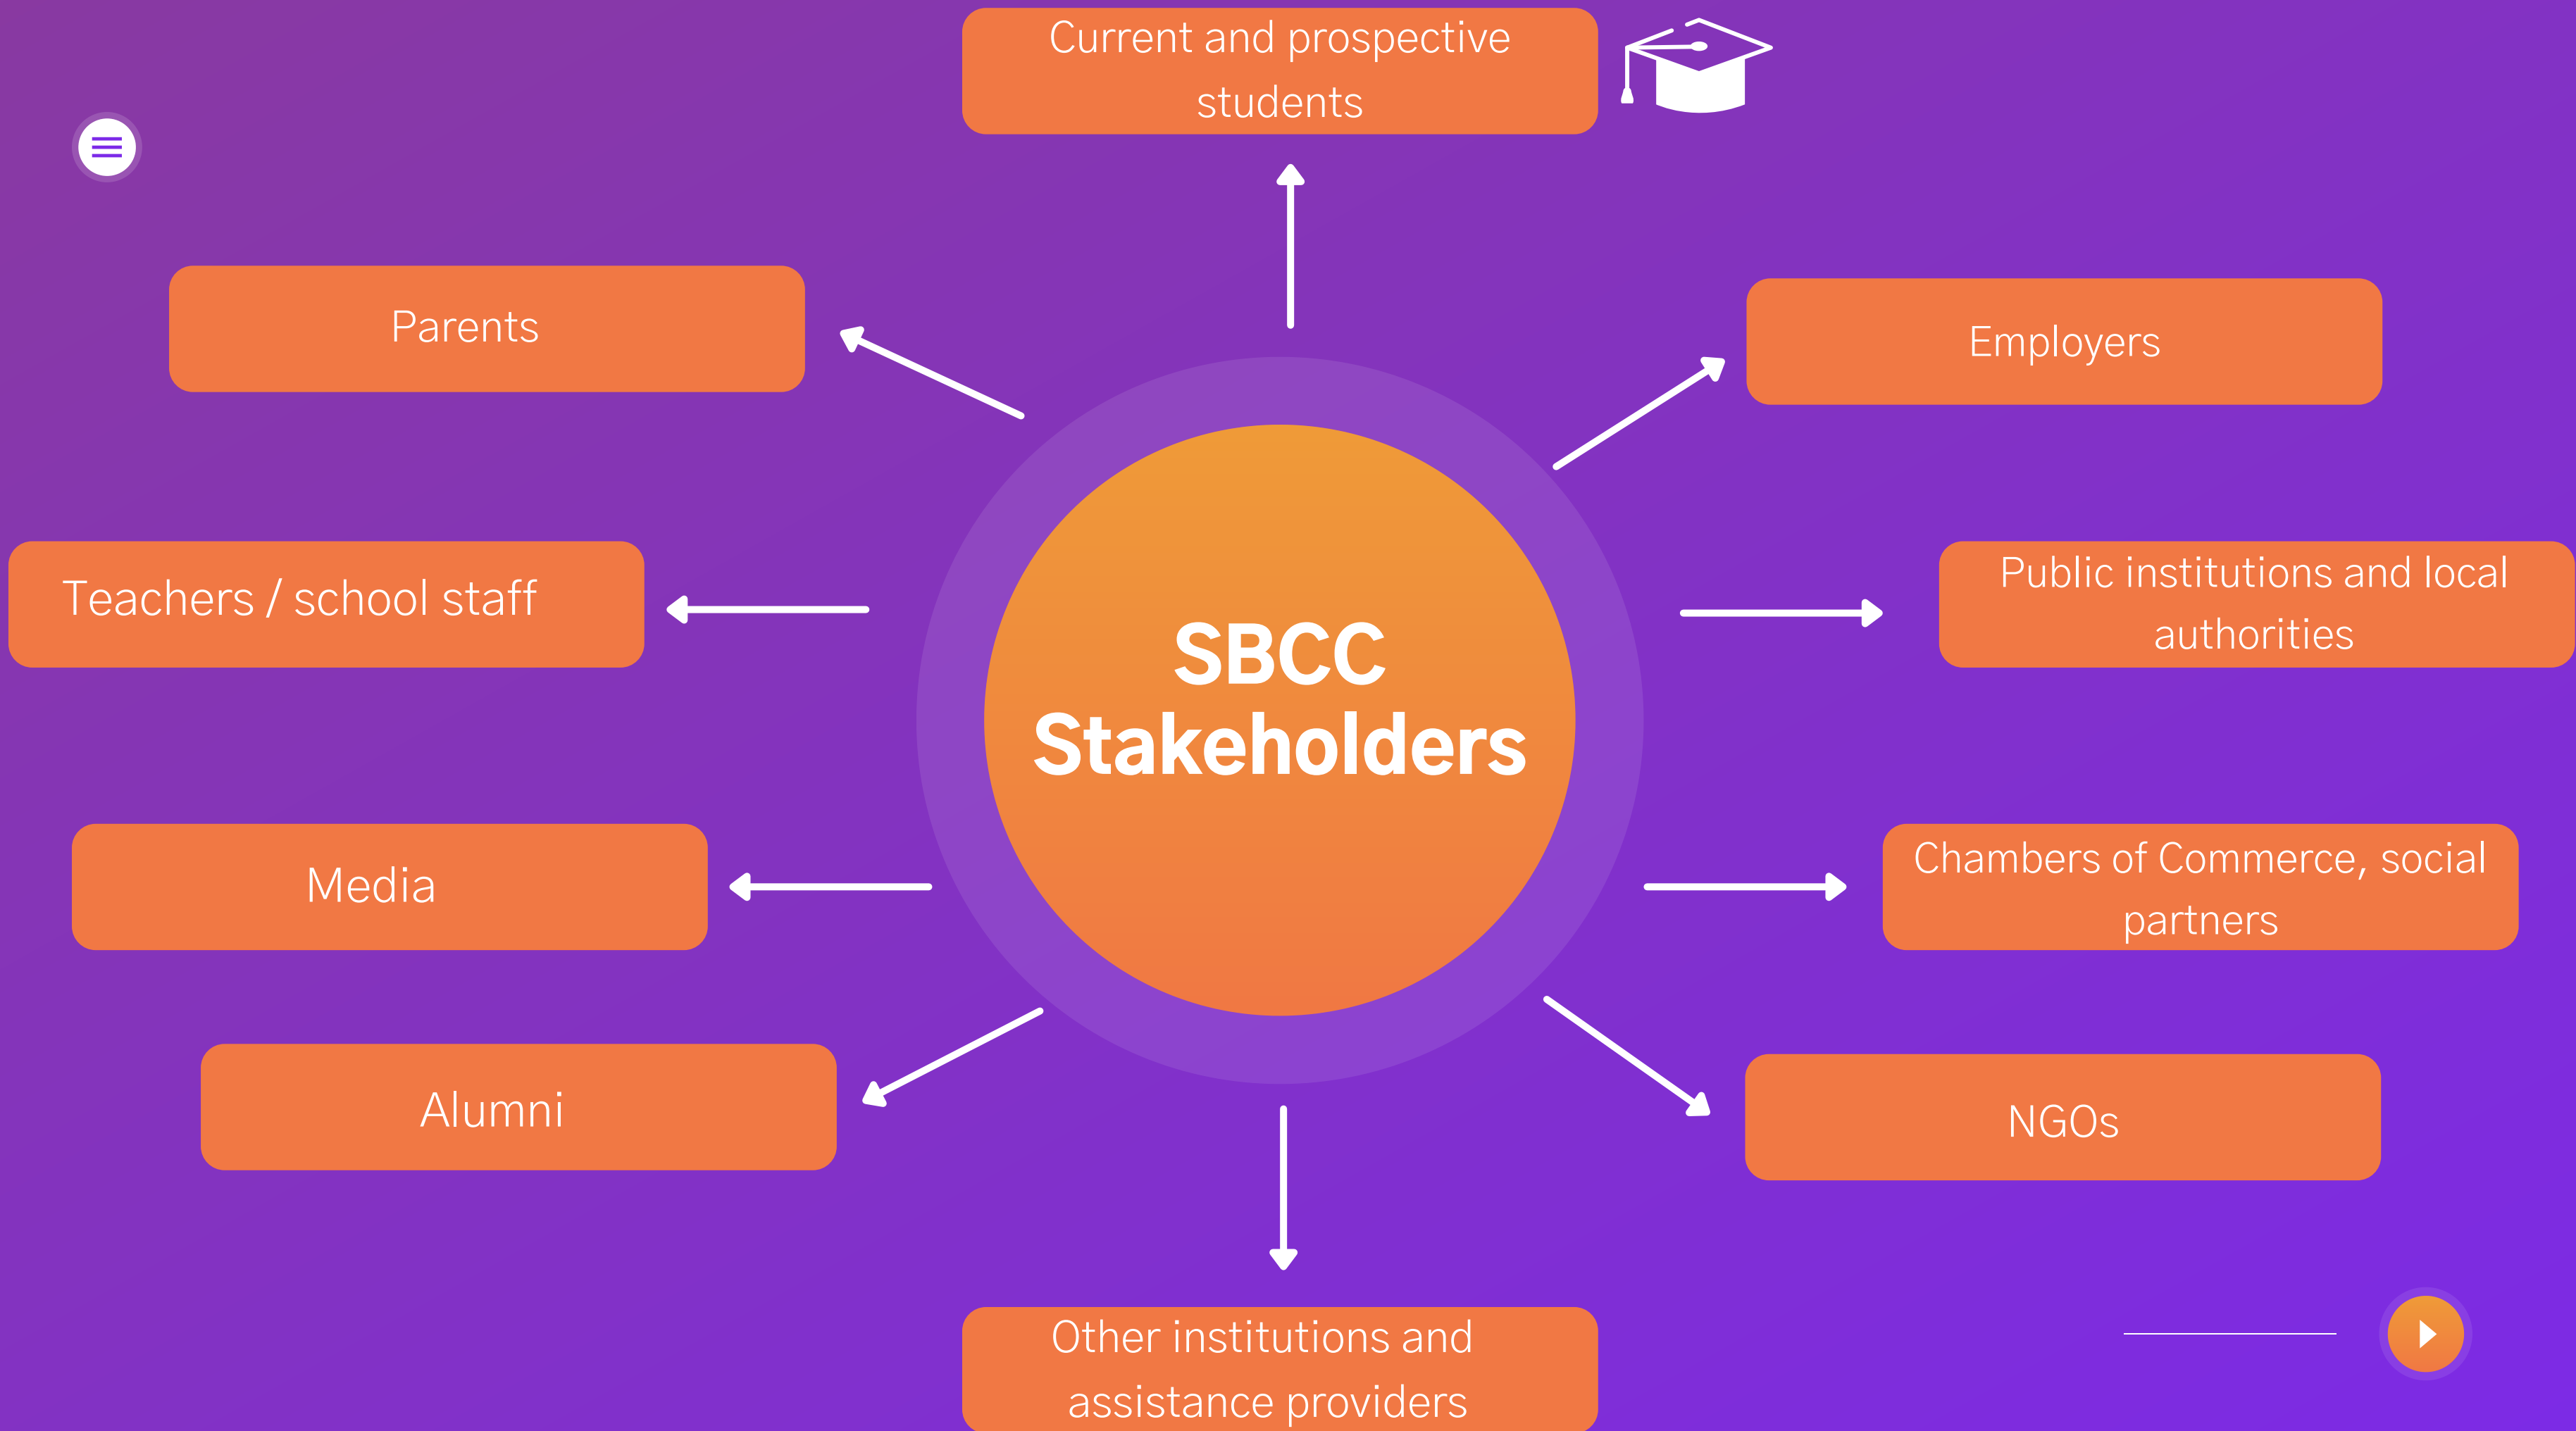 Current and prospective
students
Parents
Employers
Teachers / school staff
Public institutions and local
authorities
SBCC
Stakeholders
Media
Chambers of Commerce, social
partners
Alumni
NGOs
Other institutions and
assistance providers